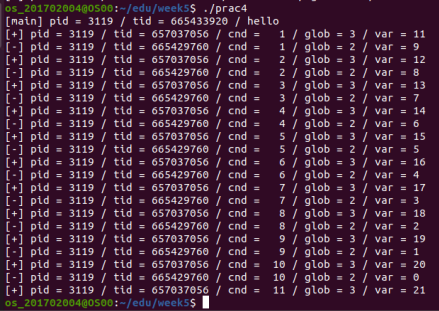 os_201702004@OS00:~/edu/week5$ ./prac4
[main] pid = 3119 / tid = 665433920 / hello
[+] pid = 3119 / tid = 657037056 / cnd =   1 / glob = 3 / var = 11
[-] pid = 3119 / tid = 665429760 / cnd =   1 / glob = 2 / var = 9
[+] pid = 3119 / tid = 657037056 / cnd =   2 / glob = 3 / var = 12
[-] pid = 3119 / tid = 665429760 / cnd =   2 / glob = 2 / var = 8
[+] pid = 3119 / tid = 657037056 / cnd =   3 / glob = 3 / var = 13
[-] pid = 3119 / tid = 665429760 / cnd =   3 / glob = 2 / var = 7
[+] pid = 3119 / tid = 657037056 / cnd =   4 / glob = 3 / var = 14
[-] pid = 3119 / tid = 665429760 / cnd =   4 / glob = 2 / var = 6
[+] pid = 3119 / tid = 657037056 / cnd =   5 / glob = 3 / var = 15
[-] pid = 3119 / tid = 665429760 / cnd =   5 / glob = 2 / var = 5
[+] pid = 3119 / tid = 657037056 / cnd =   6 / glob = 3 / var = 16
[-] pid = 3119 / tid = 665429760 / cnd =   6 / glob = 2 / var = 4
[+] pid = 3119 / tid = 657037056 / cnd =   7 / glob = 3 / var = 17
[-] pid = 3119 / tid = 665429760 / cnd =   7 / glob = 2 / var = 3
[+] pid = 3119 / tid = 657037056 / cnd =   8 / glob = 3 / var = 18
[-] pid = 3119 / tid = 665429760 / cnd =   8 / glob = 2 / var = 2
[+] pid = 3119 / tid = 657037056 / cnd =   9 / glob = 3 / var = 19
[-] pid = 3119 / tid = 665429760 / cnd =   9 / glob = 2 / var = 1
[+] pid = 3119 / tid = 657037056 / cnd =  10 / glob = 3 / var = 20
[-] pid = 3119 / tid = 665429760 / cnd =  10 / glob = 2 / var = 0
[+] pid = 3119 / tid = 657037056 / cnd =  11 / glob = 3 / var = 21
os_201702004@OS00:~/edu/week5$